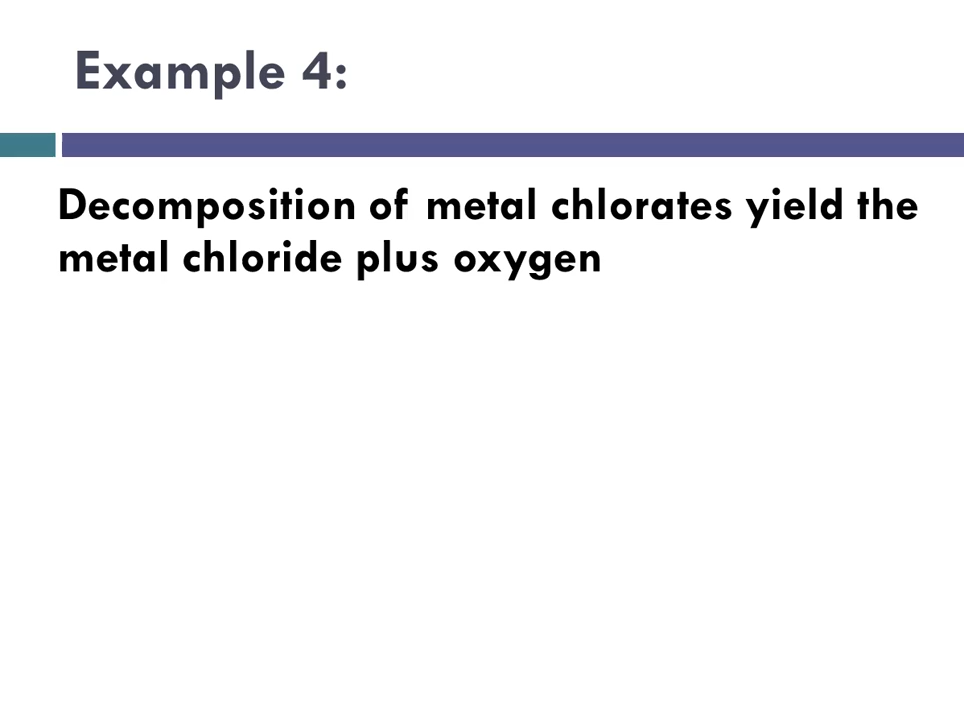 Example 4:
Decomposition of metal chlorates yield the
metal chloride plus oxygen